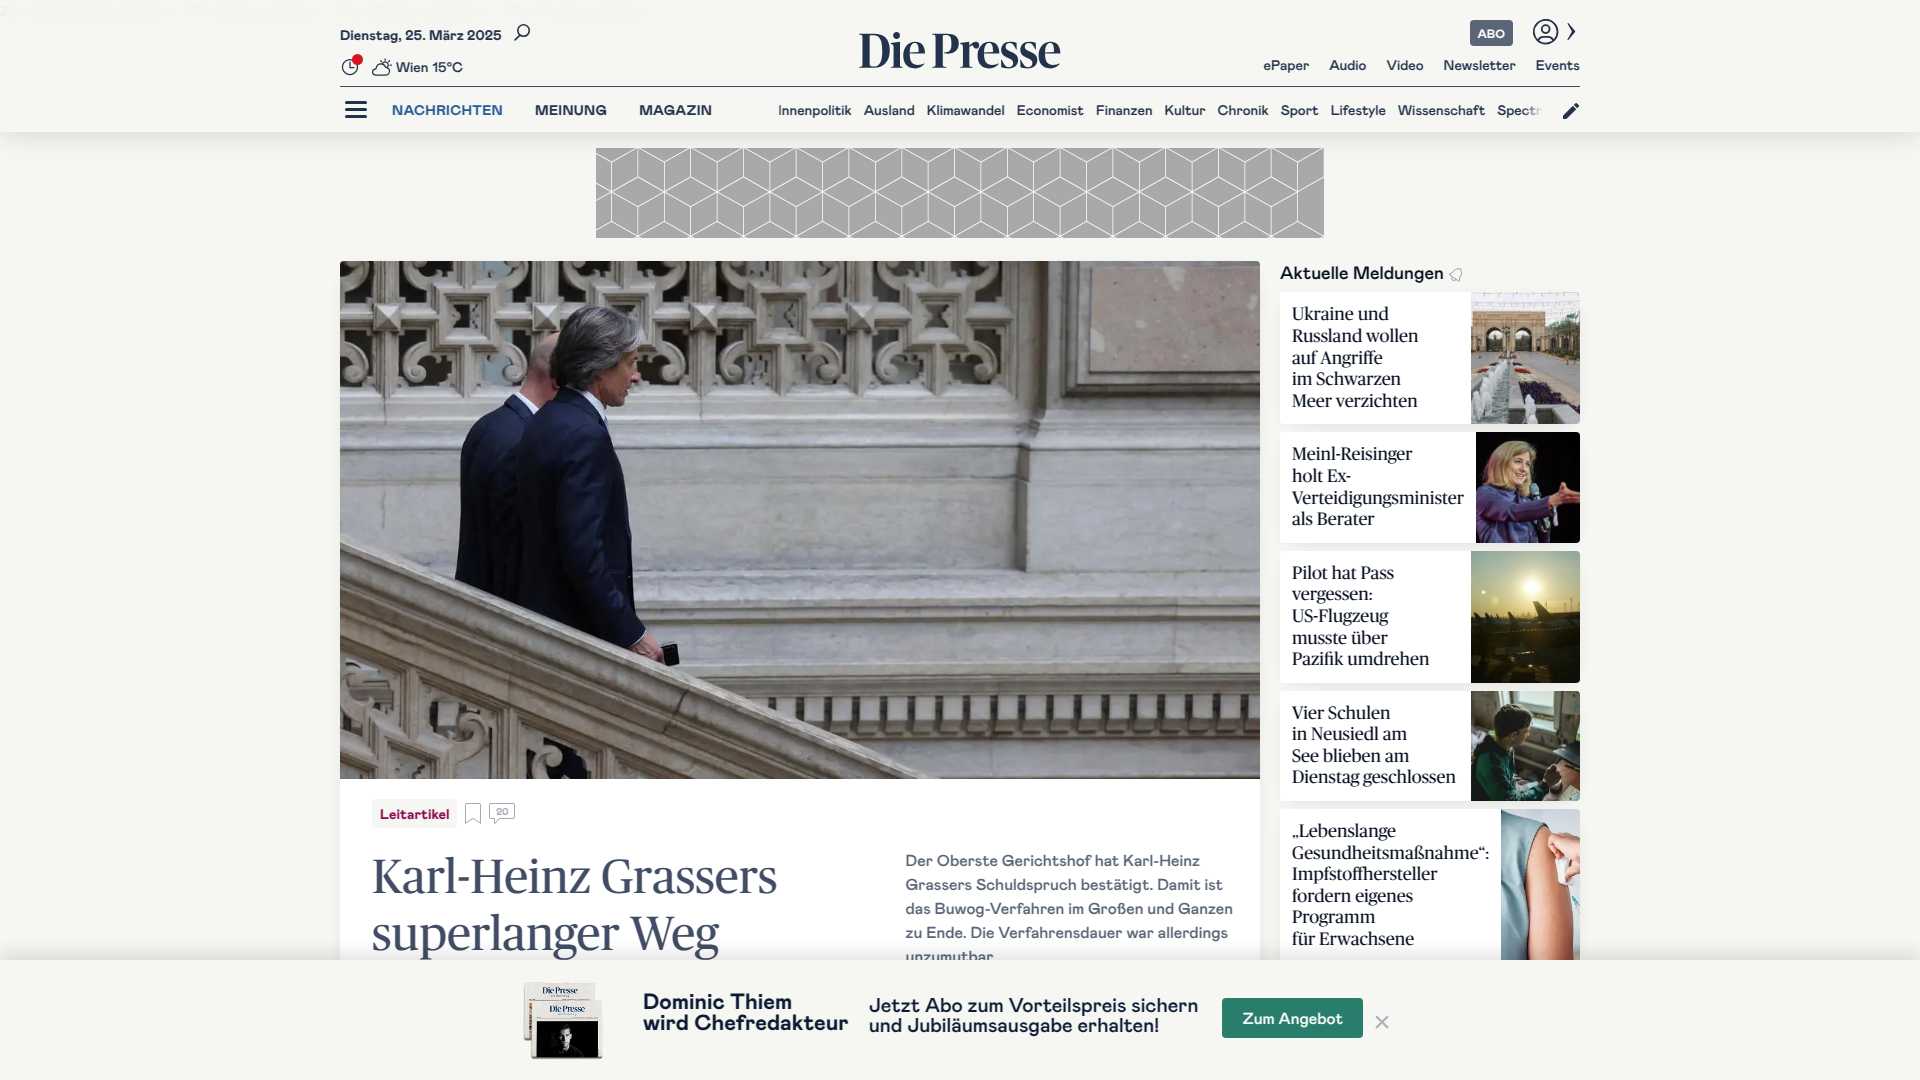 Dienstag, 25. März 2025
Wien 15°C
Die Presse
ABO
ePaper Audio Video Newsletter Events
NACHRICHTEN MEINUNG MAGAZIN
Innenpolitik Ausland Klimawandel Economist Finanzen Kultur Chronik Sport Lifestyle Wissenschaft Spectr
Aktuelle Meldungen
Ukraine und
Russland wollen
auf Angriffe
im Schwarzen
Meer verzichten
Meinl-Reisinger
holt Ex-
Verteidigungsminister
als Berater
Pilot hat Pass
vergessen:
US-Flugzeug
musste über
Pazifik umdrehen
Vier Schulen
in Neusiedl am
See blieben am
Dienstag geschlossen
„Lebenslange
Gesundheitsmaßnahme“:
Impfstoffhersteller
fordern eigenes
Programm
für Erwachsene
Leitartikel
20
Karl-Heinz Grassers
superlanger Weg
Der Oberste Gerichtshof hat Karl-Heinz
Grassers Schuldspruch bestätigt. Damit ist
das Buwog-Verfahren im Großen und Ganzen
zu Ende. Die Verfahrensdauer war allerdings
unzumutbar.
Die Presse
Die Presse
Dominic Thiem
wird Chefredakteur
Jetzt Abo zum Vorteilspreis sichern
und Jubiläumsausgabe erhalten!
Zum Angebot